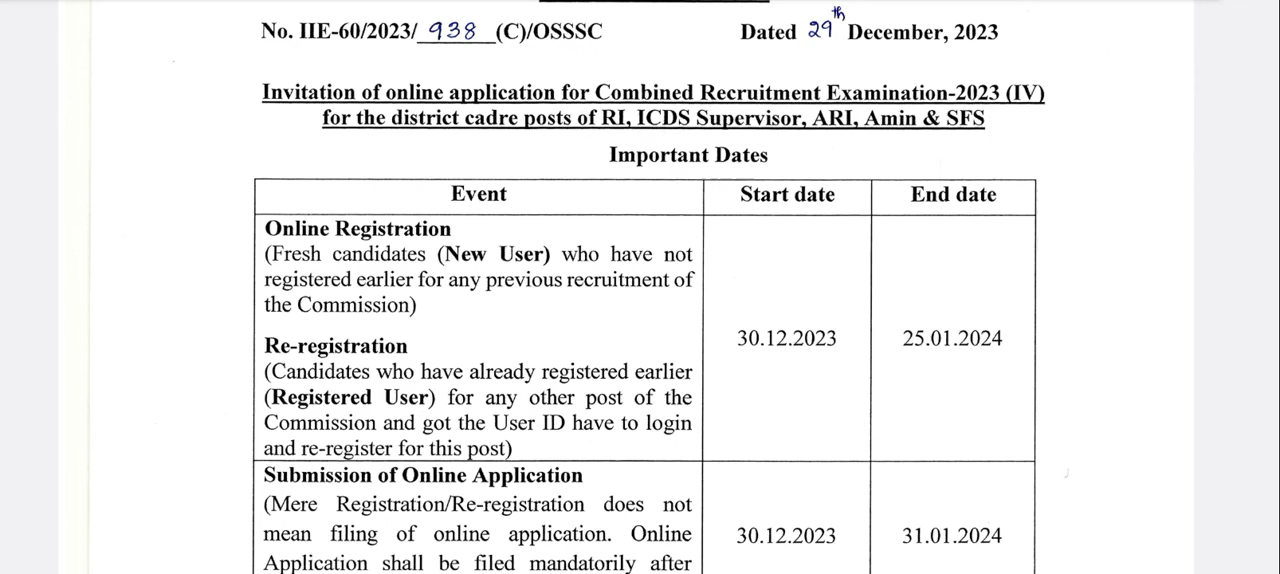 No. IIE-60/2023/ 938 (C)/OSSSC
Dated 29th December, 2023
Invitation of online application for Combined Recruitment Examination-2023 (IV)
for the district cadre posts of RI, ICDS Supervisor, ARI, Amin & SFS
Important Dates
Event
Start date
End date
Online Registration
(Fresh candidates (New User) who have not
registered earlier for any previous recruitment of
the Commission)
Re-registration
(Candidates who have already registered earlier
(Registered User) for any other post of the
Commission and got the User ID have to login
and re-register for this post)
30.12.2023
25.01.2024
Submission of Online Application
(Mere Registration/Re-registration does not
mean filing of online application. Online
Application shall be filed mandatorily after
30.12.2023
31.01.2024